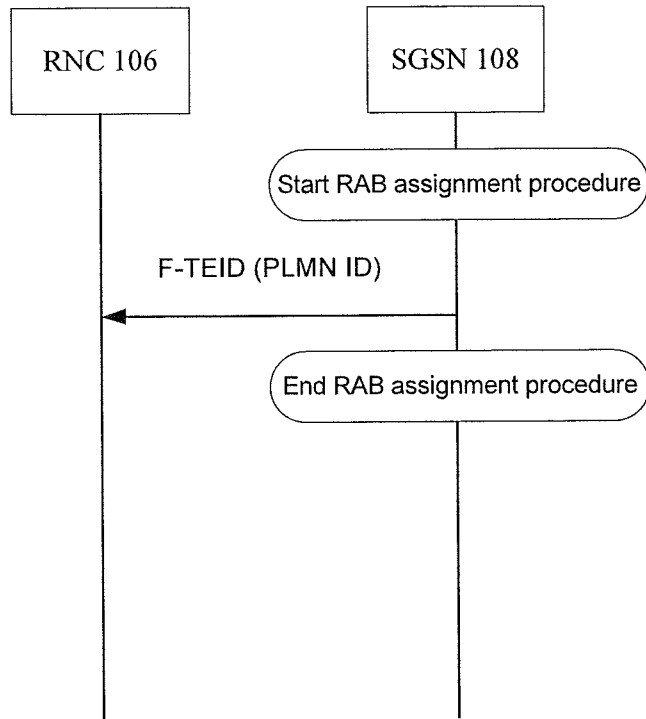 RNC 106
SGSN 108
Start RAB assignment procedure
F-TEID (PLMN ID)
End RAB assignment procedure